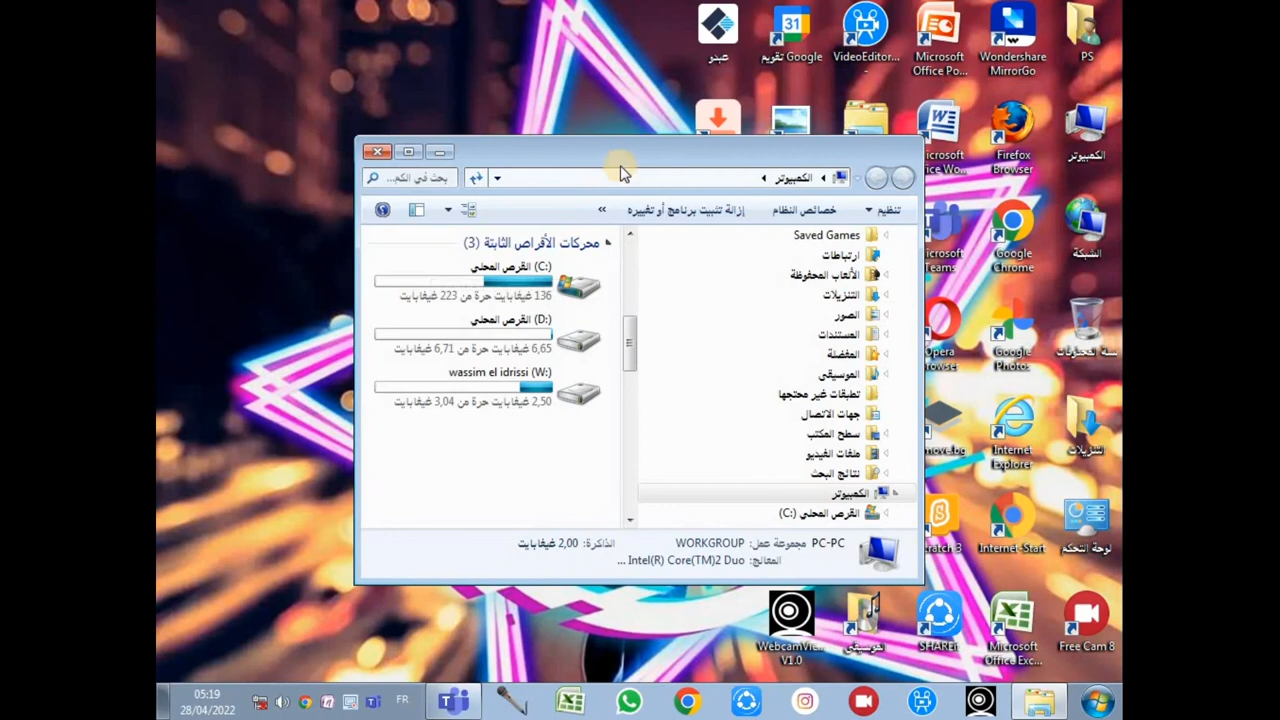 عبدو
تقويم Google
VideoEditor...
Microsoft
Office Po...
Wondershare
MirrorGo
PS
Firefox
Browser
الكمبيوتر
Google
Chrome
الشبكة
Google
Photos
Internet
Explorer
التنزيلات
Internet-Start
لوحة التحكم
بحث في الكم...
الكمبيوتر
تنظيم
خصائص النظام
إزالة تثبيت برنامج أو تغييره
»
Saved Games
ارتباطات
الألعاب المحفوظة
التنزيلات
الصور
المستندات
المفضلة
الموسيقى
تطبقات غير محتجها
جهات الاتصال
سطح المكتب
ملفات الفيديو
نتائج البحث
الكمبيوتر
القرص المحلي (C:)
محركات الأقراص الثابتة (3)
القرص المحلي (C:)
136 غيغابايت حرة من 223 غيغابايت
القرص المحلي (D:)
6,65 غيغابايت حرة من 6,71 غيغابايت
wassim el idrissi (W:)
2,50 غيغابايت حرة من 3,04 غيغابايت
PC-PC مجموعة عمل: WORKGROUP الذاكرة: 2,00 غيغابايت
المعالج: Intel(R) Core(TM)2 Duo ...
WebcamVie...
V1.0
الموسيقى
SHAREit
Microsoft
Office Exc...
Free Cam 8
05:19
28/04/2022
FR